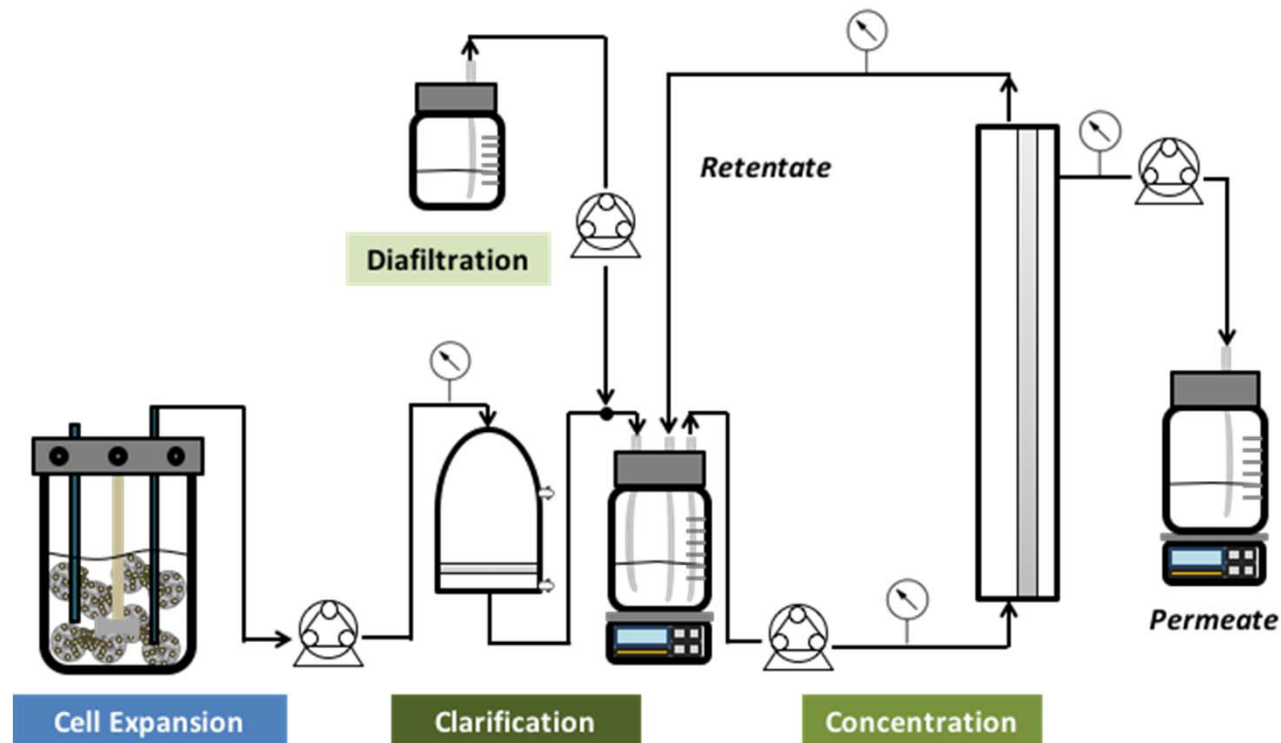 Retentate
Diafiltration
Permeate
Cell Expansion
Clarification
Concentration